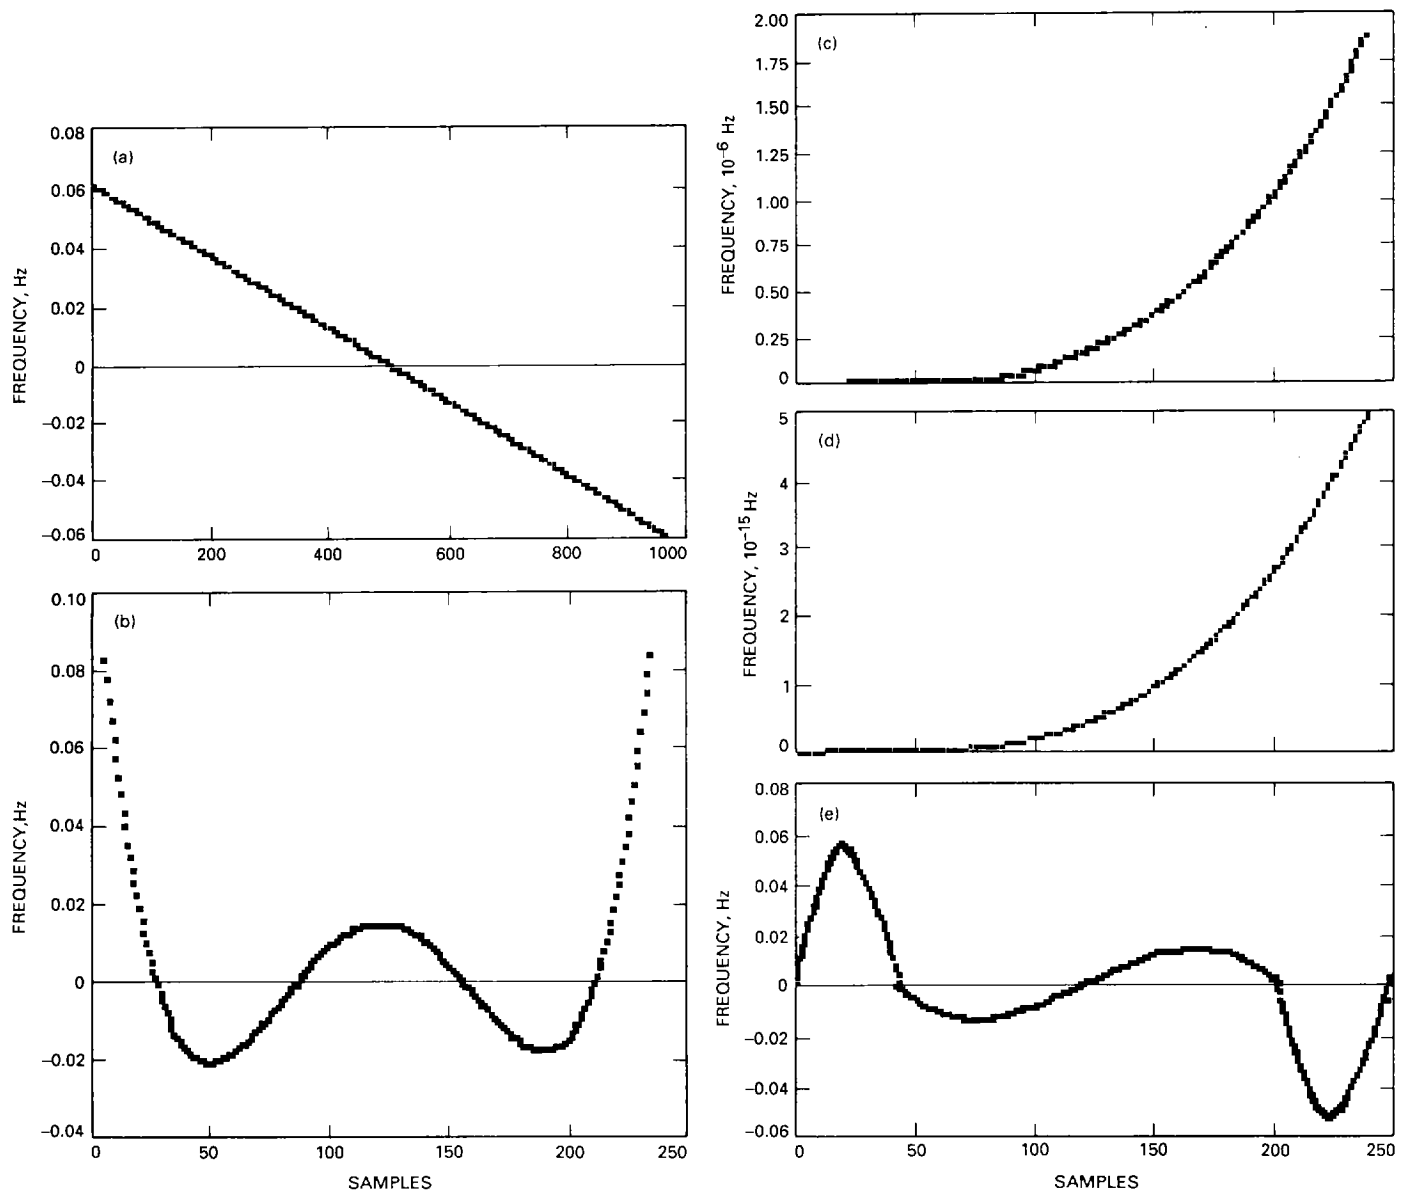 (a)
FREQUENCY, Hz
0.08
0.06
0.04
0.02
0
−0.02
−0.04
−0.06
0 200 400 600 800 1000
(b)
FREQUENCY,Hz
0.10
0.08
0.06
0.04
0.02
0
−0.02
−0.04
0 50 100 150 200 250
SAMPLES
(c)
FREQUENCY, 10−6 Hz
2.00
1.75
1.50
1.25
1.00
0.75
0.50
0.25
0
(d)
FREQUENCY, 10−15 Hz
5
4
3
2
1
0
(e)
FREQUENCY, Hz
0.08
0.06
0.04
0.02
0
−0.02
−0.04
−0.06
0 50 100 150 200 250
SAMPLES